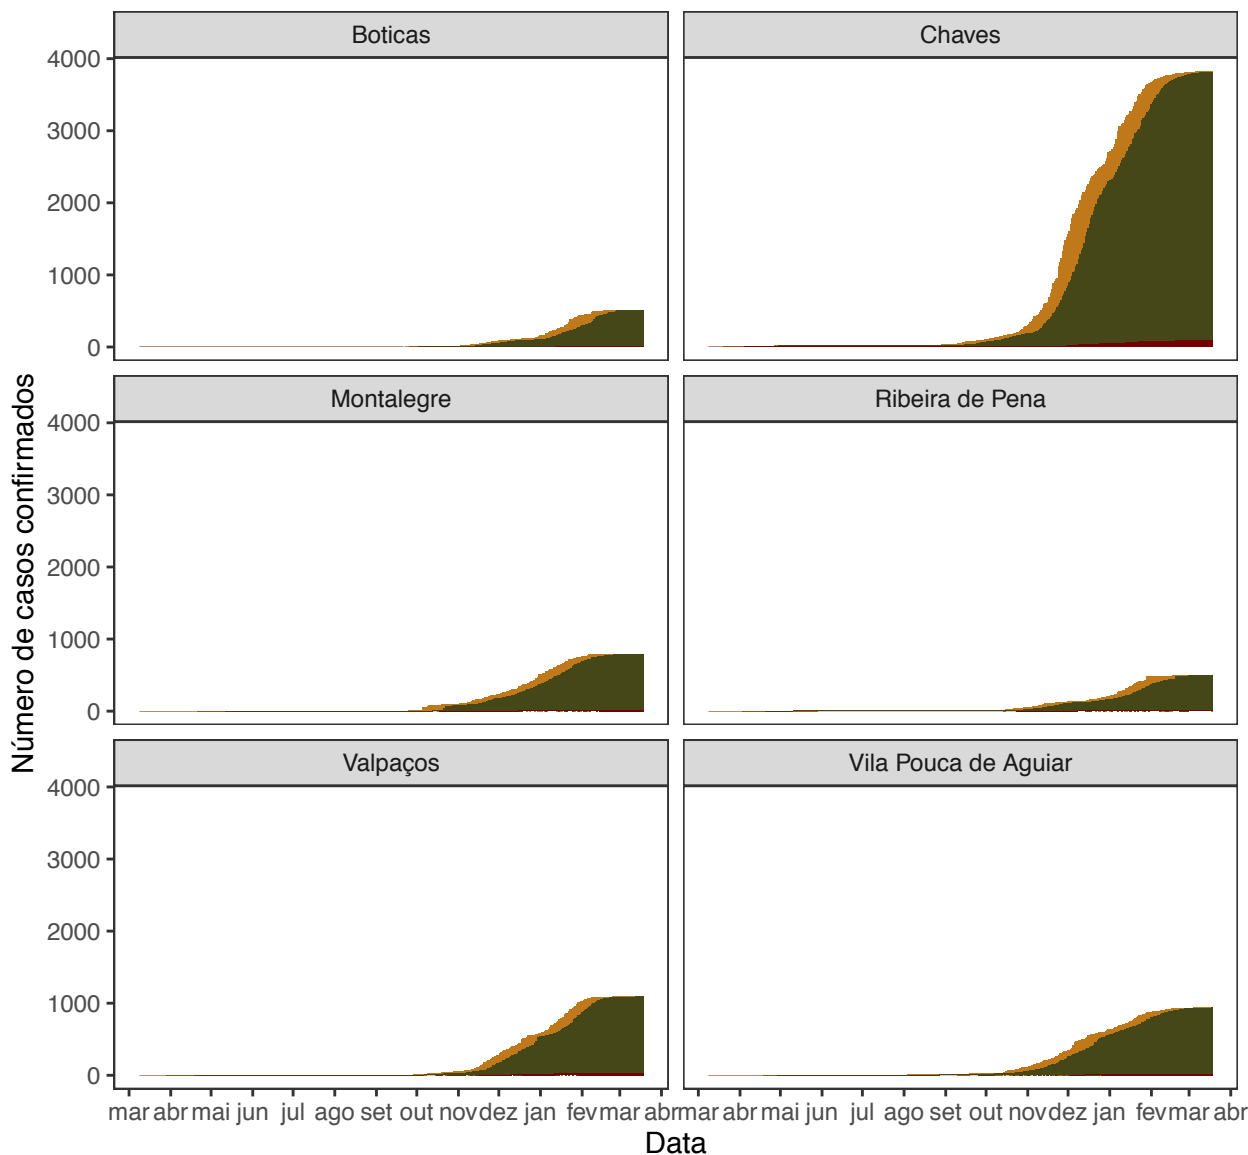 Boticas
Chaves
4000
3000
2000
1000
0
Montalegre
Ribeira de Pena
4000
3000
2000
1000
0
Valpaços
Vila Pouca de Aguiar
4000
3000
2000
1000
0
mar abr mai jun jul ago set out nov dez jan fev mar abr
mar abr mai jun jul ago set out nov dez jan fev mar abr
Data
Número de casos confirmados